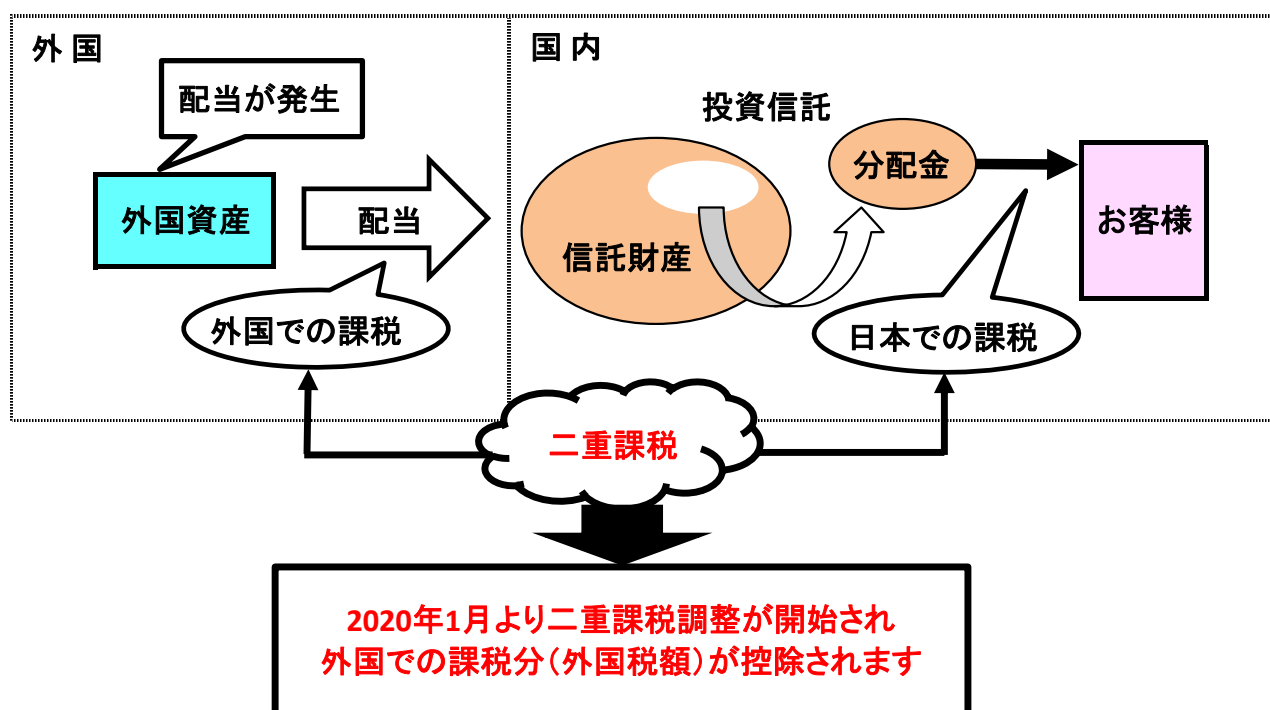 外 国
国 内
配当が発生
投資信託
分配金
外国資産
配当
信託財産
お客様
外国での課税
日本での課税
二重課税
2020年1月より二重課税調整が開始され
外国での課税分（外国税額）が控除されます